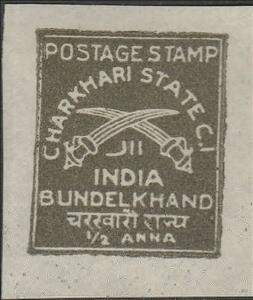 POSTAGE STAMP
CHARKHARI STATE C.I
INDIA
BUNDELKHAND
चरखारी राज्य
1/2 ANNA